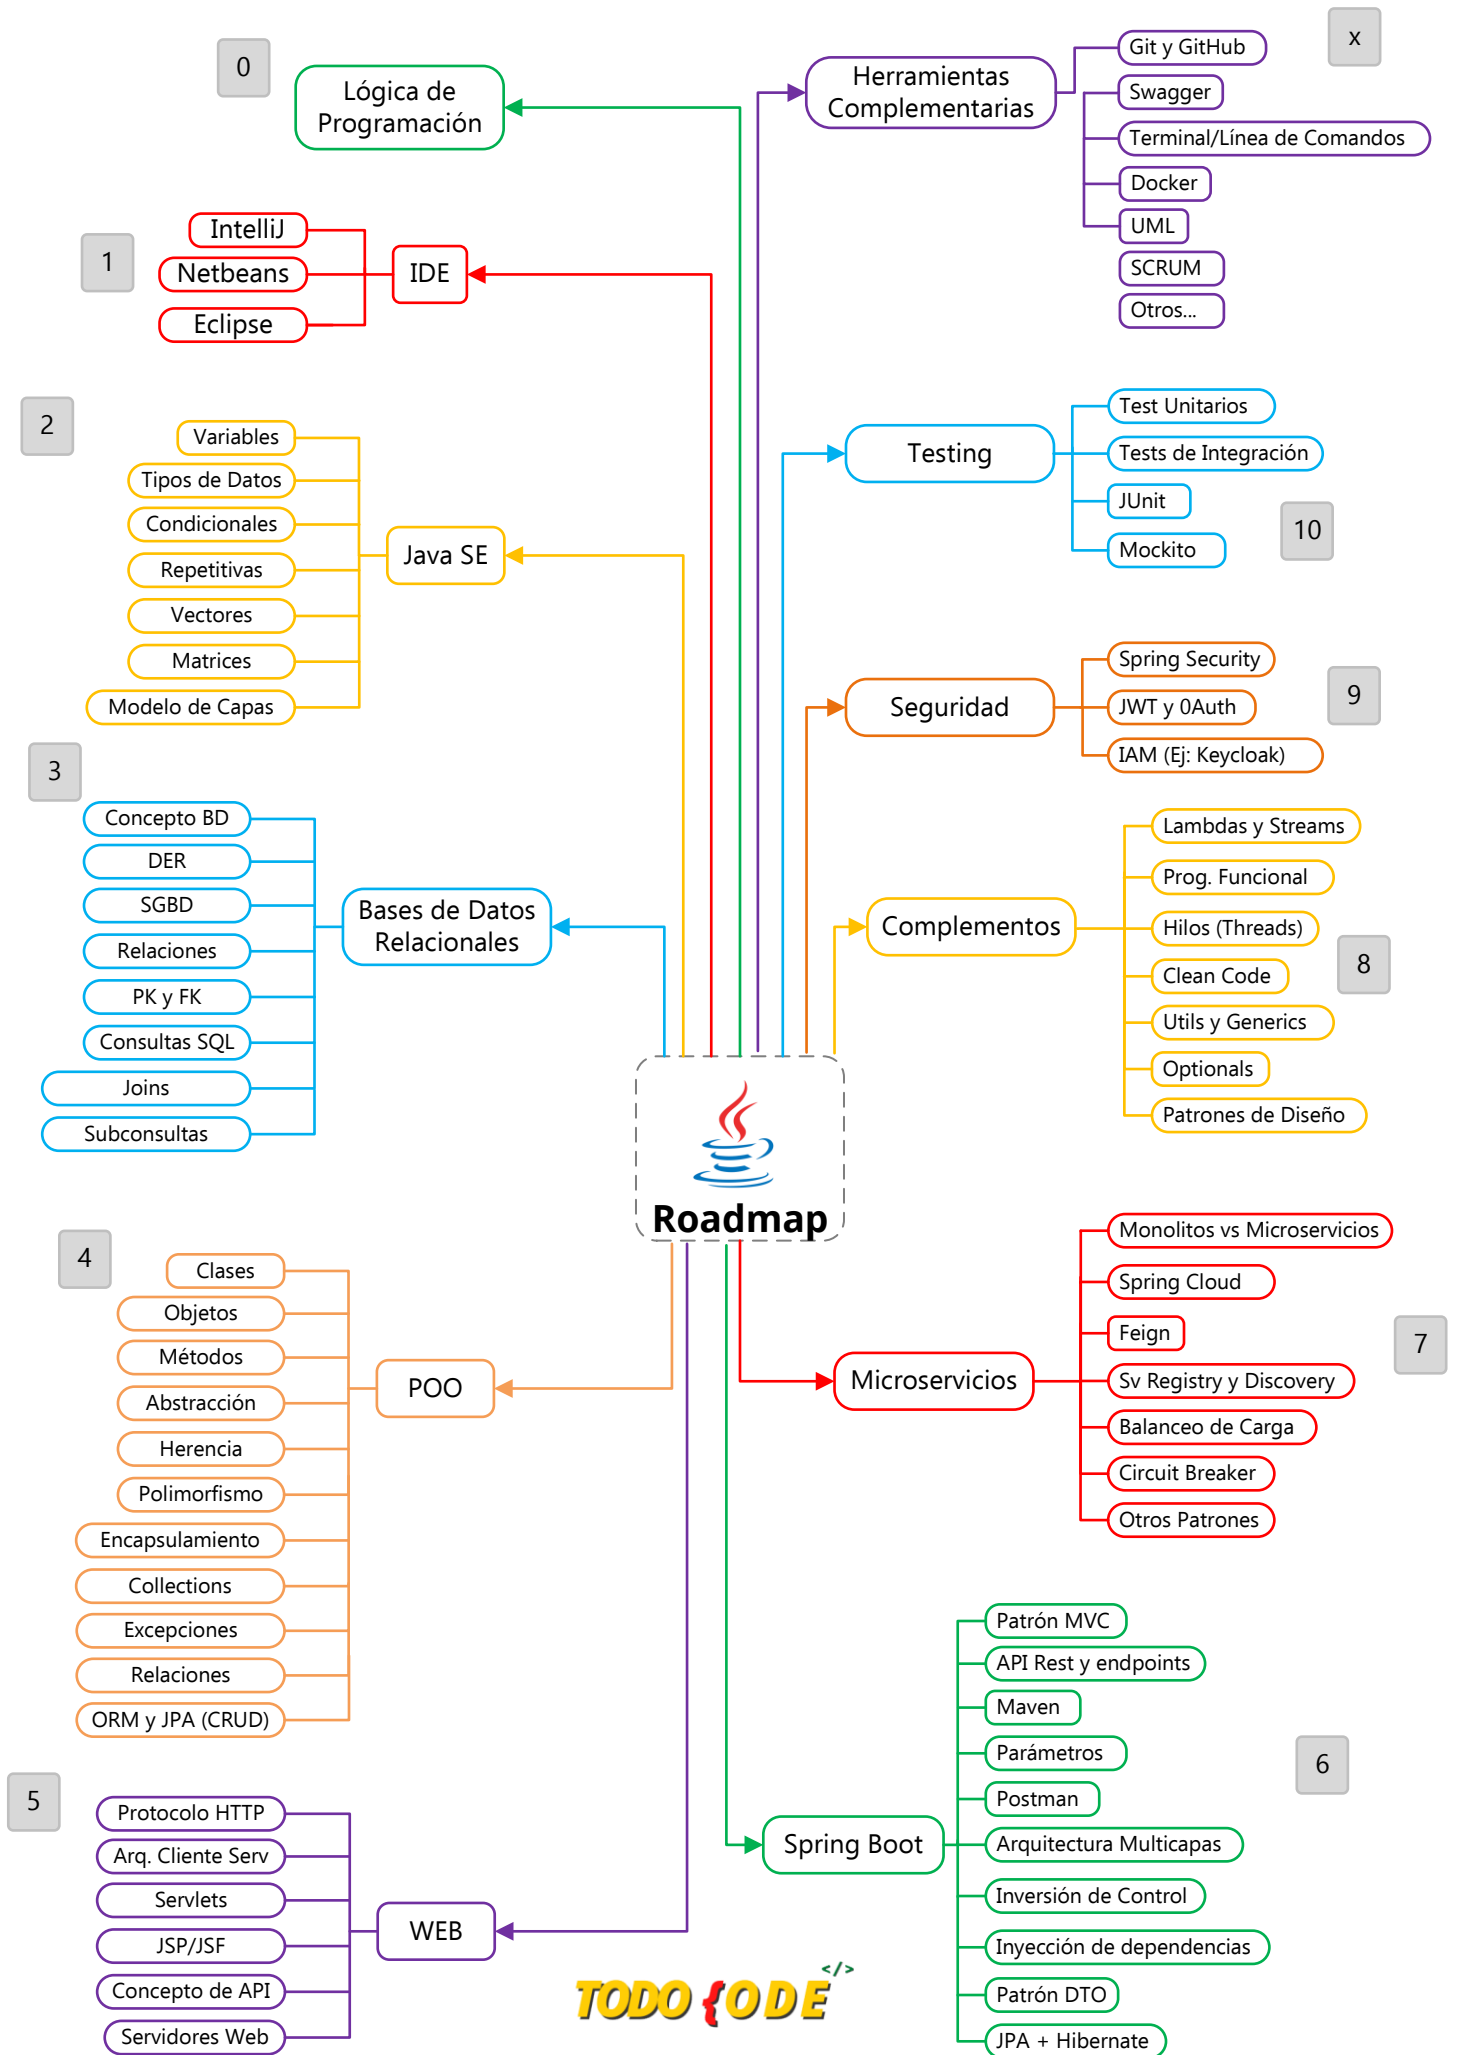 0
Lógica de
Programación
1
IntelliJ
Netbeans
Eclipse
IDE
2
Variables
Tipos de Datos
Condicionales
Repetitivas
Vectores
Matrices
Modelo de Capas
Java SE
3
Concepto BD
DER
SGBD
Relaciones
PK y FK
Consultas SQL
Joins
Subconsultas
Bases de Datos
Relacionales
4
Clases
Objetos
Métodos
Abstracción
Herencia
Polimorfismo
Encapsulamiento
Collections
Excepciones
Relaciones
ORM y JPA (CRUD)
POO
5
Protocolo HTTP
Arq. Cliente Serv
Servlets
JSP/JSF
Concepto de API
Servidores Web
WEB
Roadmap
x
Herramientas
Complementarias
Git y GitHub
Swagger
Terminal/Línea de Comandos
Docker
UML
SCRUM
Otros...
Testing
Test Unitarios
Tests de Integración
JUnit
Mockito
10
Seguridad
Spring Security
JWT y 0Auth
IAM (Ej: Keycloak)
9
Complementos
Lambdas y Streams
Prog. Funcional
Hilos (Threads)
Clean Code
Utils y Generics
Optionals
Patrones de Diseño
8
Microservicios
Monolitos vs Microservicios
Spring Cloud
Feign
Sv Registry y Discovery
Balanceo de Carga
Circuit Breaker
Otros Patrones
7
Spring Boot
Patrón MVC
API Rest y endpoints
Maven
Parámetros
Postman
Arquitectura Multicapas
Inversión de Control
Inyección de dependencias
Patrón DTO
JPA + Hibernate
6
TODO {ODE </>